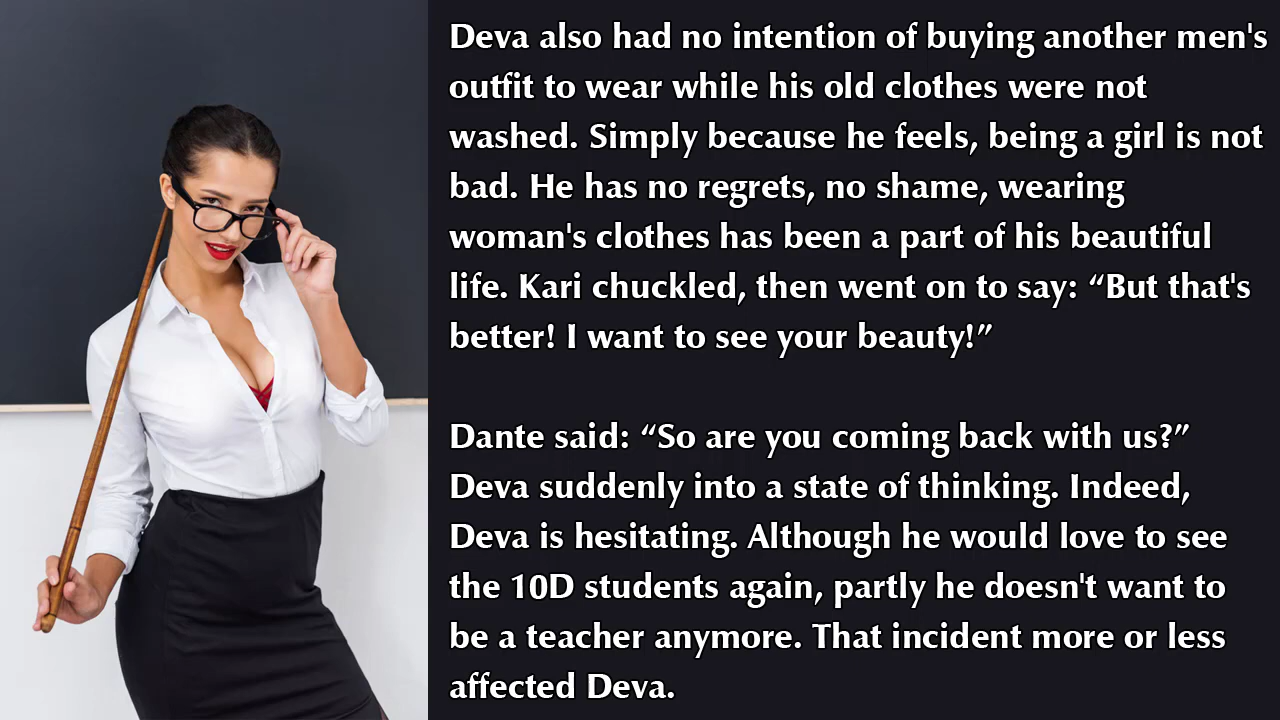 Deva also had no intention of buying another men's
outfit to wear while his old clothes were not
washed. Simply because he feels, being a girl is not
bad. He has no regrets, no shame, wearing
woman's clothes has been a part of his beautiful
life. Kari chuckled, then went on to say: “But that's
better! I want to see your beauty!”
Dante said: “So are you coming back with us?”
Deva suddenly into a state of thinking. Indeed,
Deva is hesitating. Although he would love to see
the 10D students again, partly he doesn't want to
be a teacher anymore. That incident more or less
affected Deva.